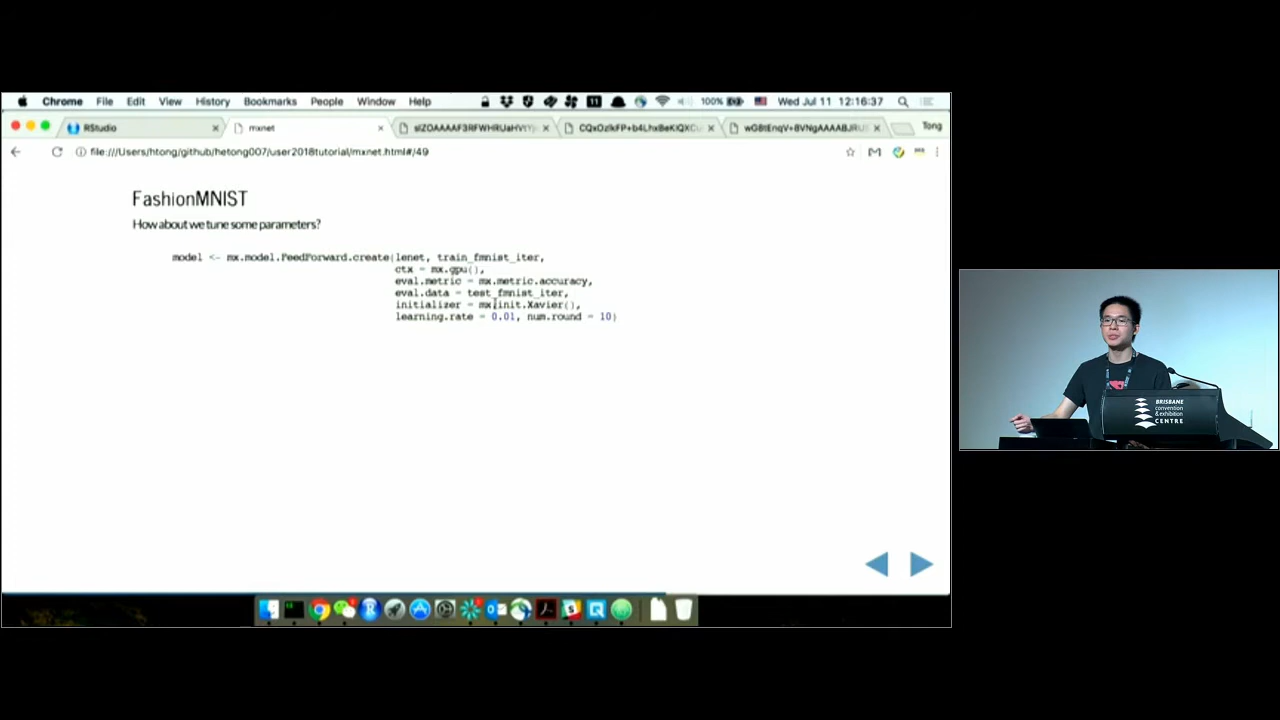 Chrome File Edit View History Bookmarks People Window Help 11 100% Wed Jul 11 12:16:37
RStudio mxnet Tong
file:///Users/htong/github/hetong007/user2018tutorial/mxnet.html#/49
FashionMNIST
How about we tune some parameters?
model <- mx.model.FeedForward.create(lenet, train_fmnist_iter,
ctx = mx.gpu(),
eval.metric = mx.metric.accuracy,
eval.data = test_fmnist_iter,
initializer = mx.init.Xavier(),
learning.rate = 0.01, num.round = 10)
BRISBANE
convention
& exhibition
CENTRE